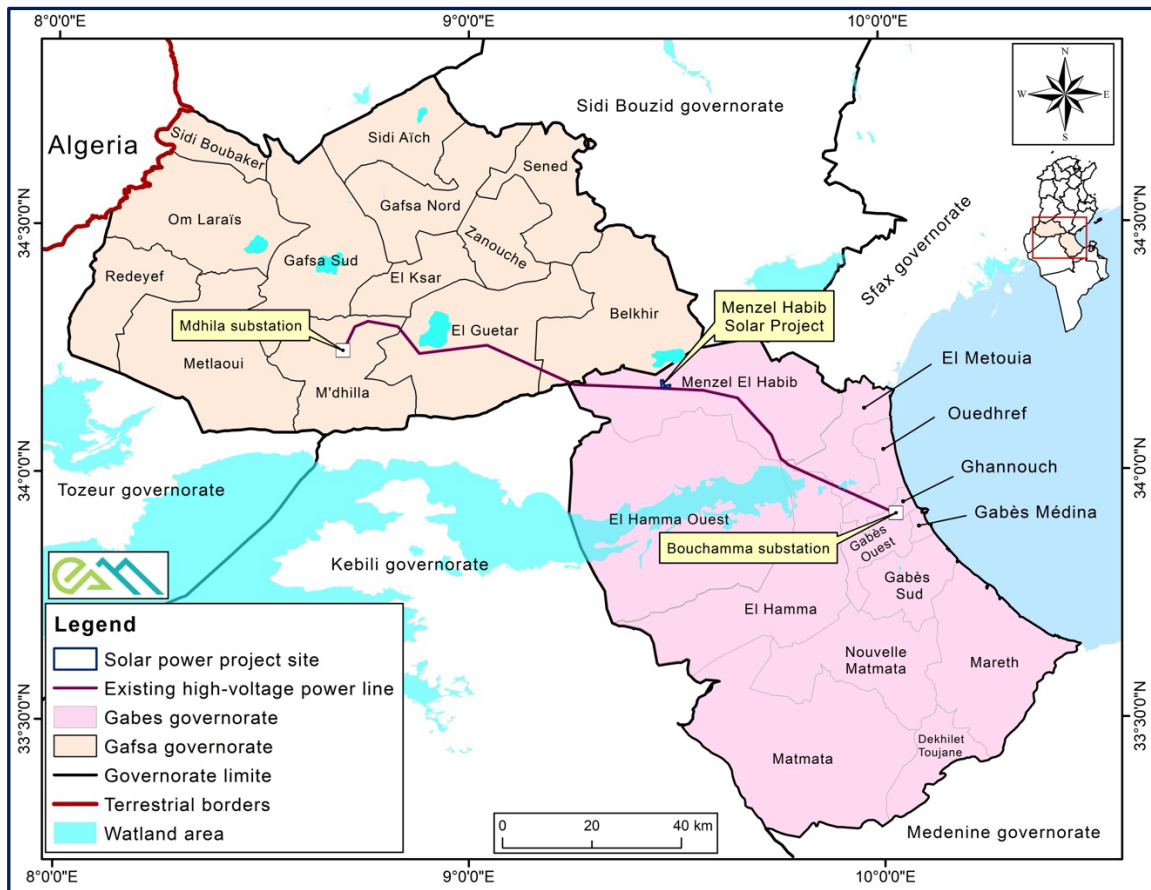 8°0'0"E
9°0'0"E
10°0'0"E
N
W
E
S
Sidi Bouzid governorate
Algeria
Sidi Boubaker
Sidi Aïch
Sened
Om Laraïs
Gafsa Nord
34°30'0"N
34°30'0"N
Zanouche
Sfax governorate
Gafsa Sud
Redeyef
El Ksar
Belkhir
Menzel Habib
Solar Project
Mdhila substation
El Guetar
El Metouia
Metlaoui
M'dhilla
Menzel El Habib
Ouedhref
34°0'0"N
34°0'0"N
Ghannouch
Tozeur governorate
Gabès Médina
El Hamma Ouest
Bouchamma substation
Gabès
Ouest
Kebili governorate
Gabès
Sud
El Hamma
Nouvelle
Matmata
Mareth
33°30'0"N
33°30'0"N
Dekhilet
Toujane
Matmata
Medenine governorate
eam
Legend
Solar power project site
Existing high-voltage power line
Gabes governorate
Gafsa governorate
Governorate limite
Terrestrial borders
Watland area
0 20 40 km
8°0'0"E
9°0'0"E
10°0'0"E